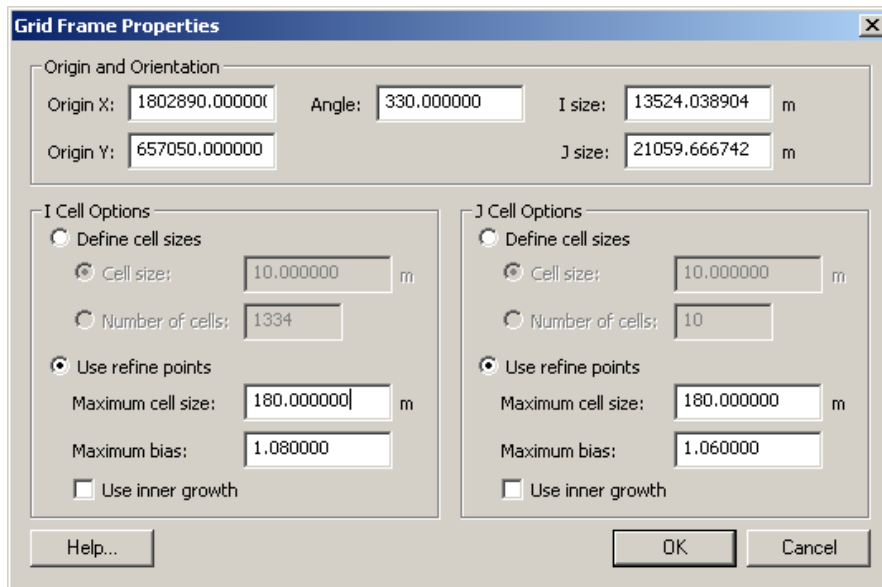 Grid Frame Properties
Origin and Orientation
Origin X: 1802890.000000 Angle: 330.000000 I size: 13524.038904 m
Origin Y: 657050.000000 J size: 21059.666742 m
I Cell Options
Define cell sizes
Cell size: 10.000000 m
Number of cells: 1334
Use refine points
Maximum cell size: 180.000000 m
Maximum bias: 1.080000
Use inner growth
J Cell Options
Define cell sizes
Cell size: 10.000000 m
Number of cells: 10
Use refine points
Maximum cell size: 180.000000 m
Maximum bias: 1.060000
Use inner growth
Help... OK Cancel